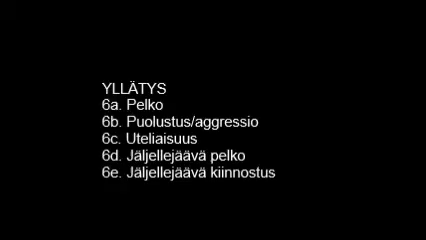 YLLÄTYS
6a. Pelko
6b. Puolustus/aggressio
6c. Uteliaisuus
6d. Jäljellejäävä pelko
6e. Jäljellejäävä kiinnostus